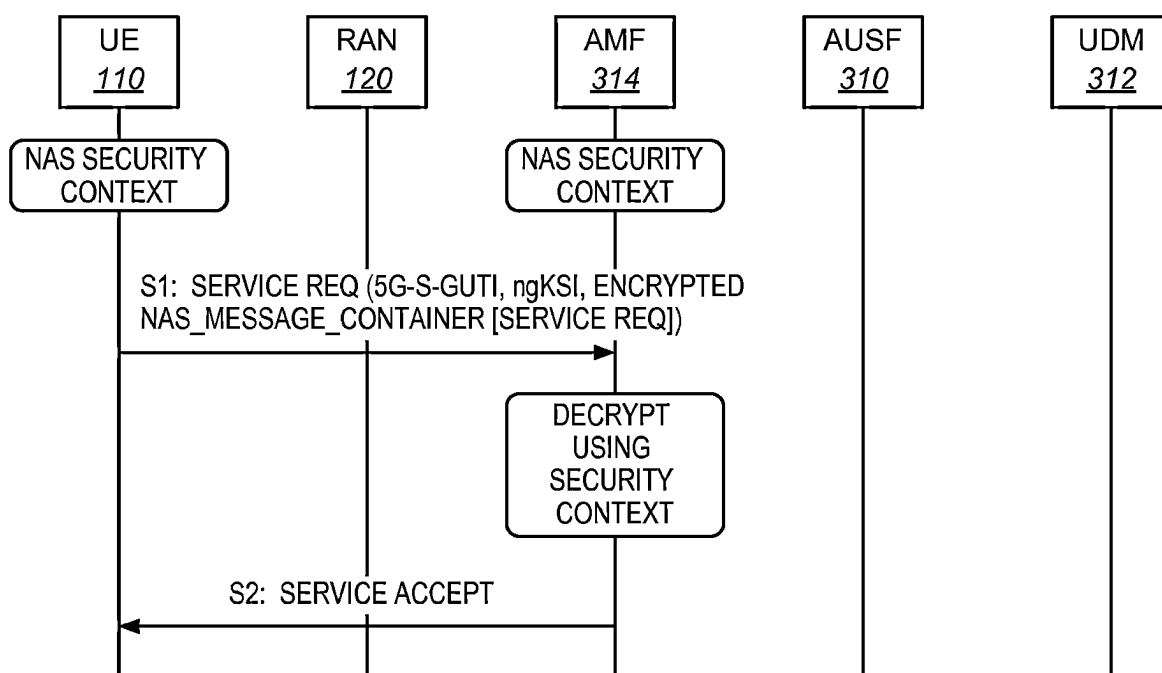 UE
110
RAN
120
AMF
314
AUSF
310
UDM
312
NAS SECURITY
CONTEXT
NAS SECURITY
CONTEXT
S1: SERVICE REQ (5G-S-GUTI, ngKSI, ENCRYPTED
NAS_MESSAGE_CONTAINER [SERVICE REQ])
DECRYPT
USING
SECURITY
CONTEXT
S2: SERVICE ACCEPT